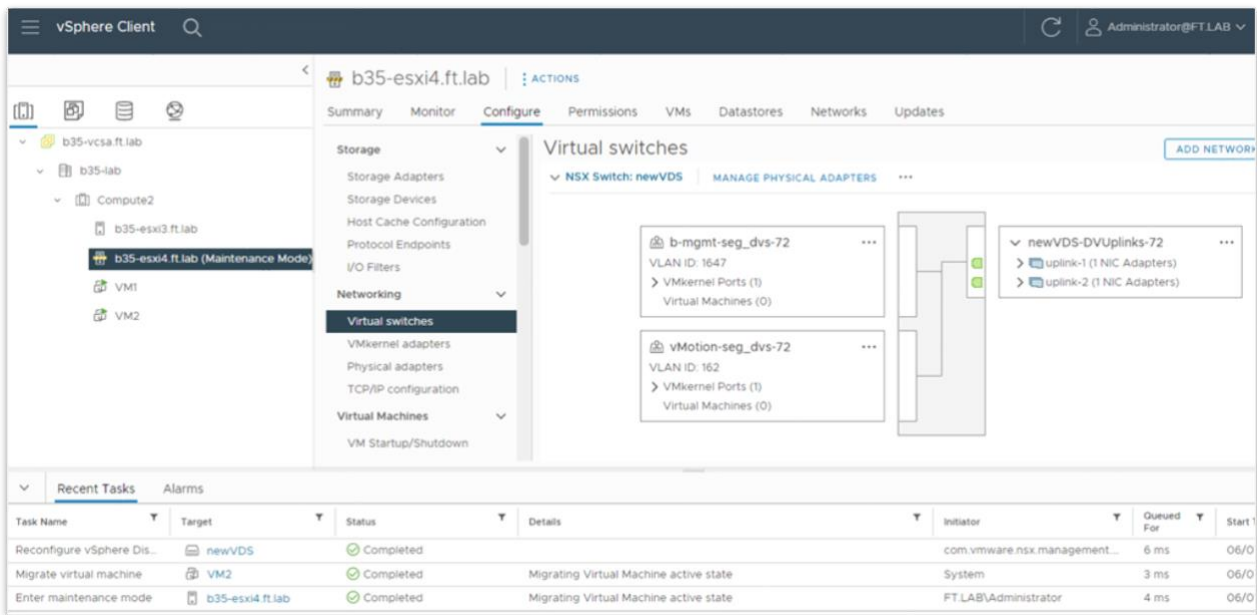 vSphere Client
Administrator@FT.LAB
b35-esxi4.ft.lab
ACTIONS
Summary Monitor Configure Permissions VMs Datastores Networks Updates
b35-vcsa.ft.lab
b35-lab
Compute2
b35-esxi3.ft.lab
b35-esxi4.ft.lab (Maintenance Mode)
VM1
VM2
Storage
Storage Adapters
Storage Devices
Host Cache Configuration
Protocol Endpoints
I/O Filters
Networking
Virtual switches
VMkernel adapters
Physical adapters
TCP/IP configuration
Virtual Machines
VM Startup/Shutdown
Virtual switches
ADD NETWORK
NSX Switch: newVDS MANAGE PHYSICAL ADAPTERS ...
b-mgmt-seg_dvs-72 ...
VLAN ID: 1647
VMkernel Ports (1)
Virtual Machines (0)
vMotion-seg_dvs-72 ...
VLAN ID: 162
VMkernel Ports (1)
Virtual Machines (0)
newVDS-DVUplinks-72 ...
uplink-1 (1 NIC Adapters)
uplink-2 (1 NIC Adapters)
Recent Tasks Alarms
Task Name Target Status Details Initiator Queued For Start
Reconfigure vSphere Dis... newVDS Completed com.vmware.nsx.management... 6 ms 06/0
Migrate virtual machine VM2 Completed Migrating Virtual Machine active state System 3 ms 06/0
Enter maintenance mode b35-esxi4.ft.lab Completed Migrating Virtual Machine active state FT.LAB\Administrator 4 ms 06/0